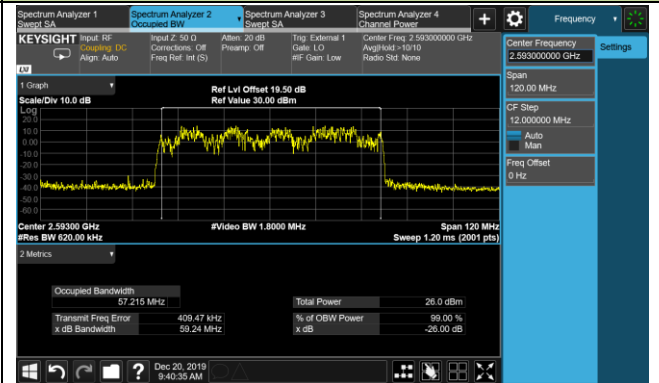 Spectrum Analyzer 1
Swept SA
Spectrum Analyzer 2
Occupied BW
Spectrum Analyzer 3
Swept SA
Spectrum Analyzer 4
Channel Power
+
Frequency
KEYSIGHT
Input: RF
Coupling: DC
Align: Auto
Input Z: 50 Ω
Corrections: Off
Freq Ref: Int (S)
Atten: 20 dB
Preamp: Off
Trig: External 1
Gate: LO
#IF Gain: Low
Center Freq: 2.593000000 GHz
Avg|Hold:>10/10
Radio Std: None
LXI
Center Frequency
2.593000000 GHz
Settings
Span
120.00 MHz
CF Step
12.000000 MHz
Auto
Man
Freq Offset
0 Hz
1 Graph
Scale/Div 10.0 dB
Ref Lvl Offset 19.50 dB
Ref Value 30.00 dBm
Log
20.0
10.0
0.00
-10.0
-20.0
-30.0
-40.0
-50.0
-60.0
Center 2.59300 GHz
#Video BW 1.8000 MHz
Span 120 MHz
#Res BW 620.00 kHz
Sweep 1.20 ms (2001 pts)
2 Metrics
Occupied Bandwidth
57.215 MHz
Total Power
26.0 dBm
Transmit Freq Error
409.47 kHz
% of OBW Power
99.00 %
x dB Bandwidth
59.24 MHz
x dB
-26.00 dB
?
Dec 20, 2019
9:40:35 AM